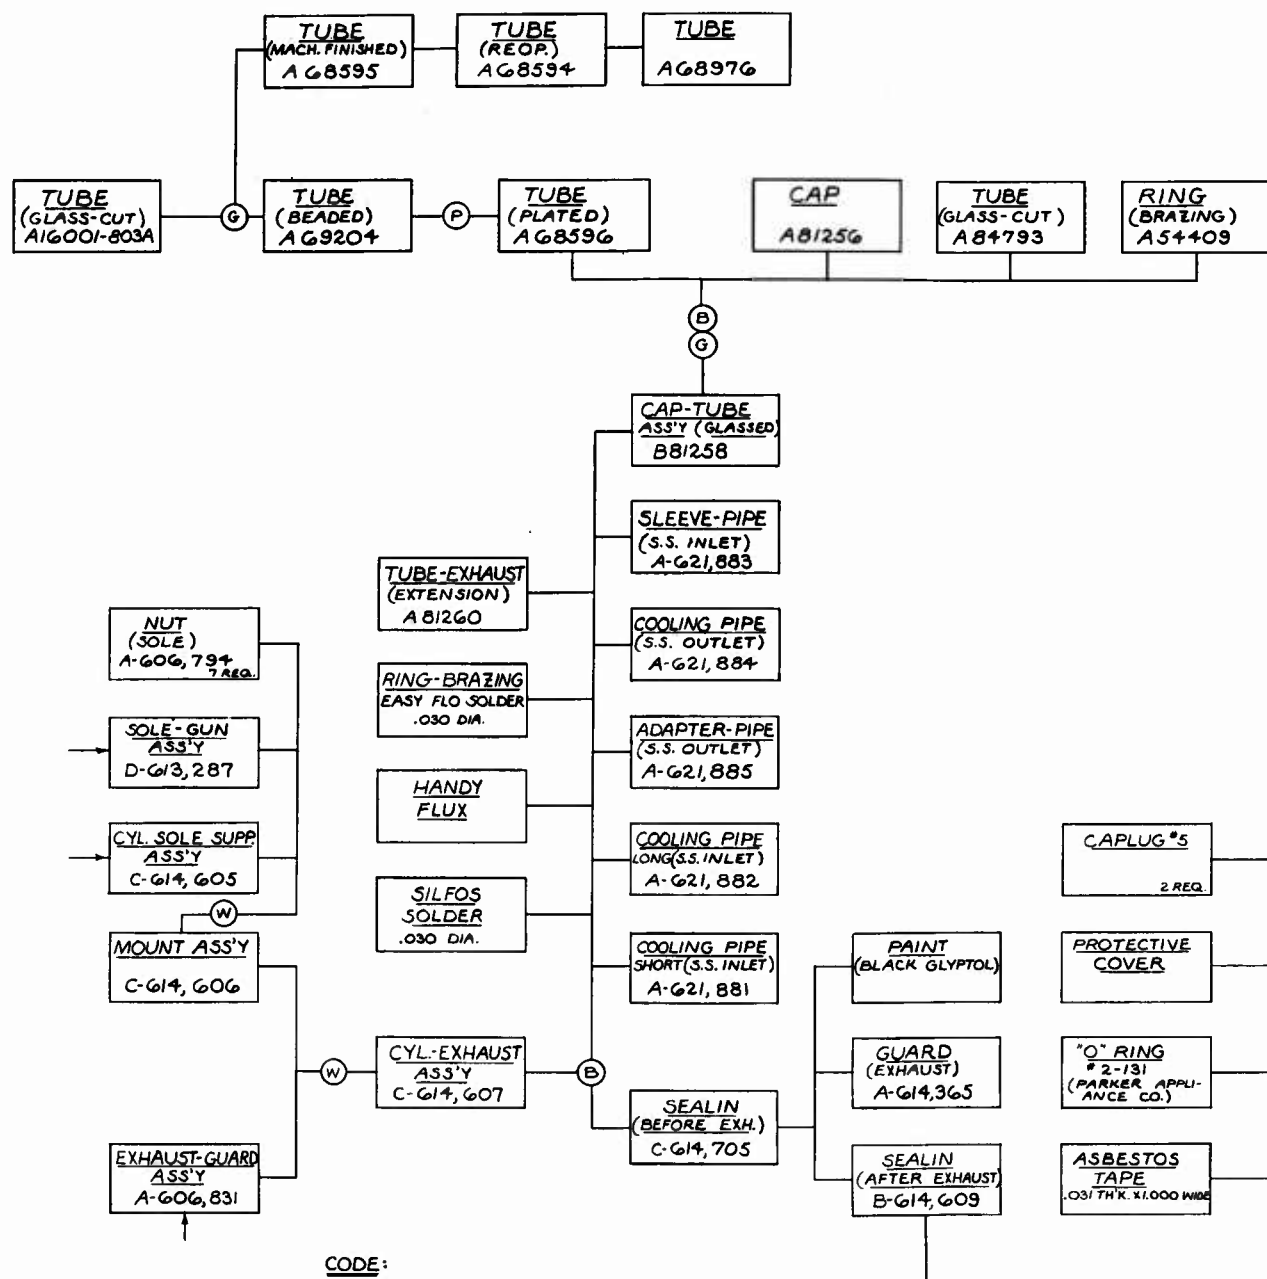 TUBE
(MACH. FINISHED)
A68595
TUBE
(REOP.)
A68594
TUBE
A68976
TUBE
(GLASS-CUT)
A16001-803A
G
TUBE
(BEADED)
A69204
P
TUBE
(PLATED)
A68596
CAP
A81256
TUBE
(GLASS-CUT)
A84793
RING
(BRAZING)
A54409
B
G
CAP-TUBE
ASS'Y (GLASSED)
B81258
SLEEVE-PIPE
(S.S. INLET)
A-621,883
TUBE-EXHAUST
(EXTENSION)
A81260
NUT
(SOLE)
A-606,794
7 REQ.
COOLING PIPE
(S.S. OUTLET)
A-621,884
RING-BRAZING
EASY FLO SOLDER
.030 DIA.
SOLE-GUN
ASS'Y
D-613,287
ADAPTER-PIPE
(S.S. OUTLET)
A-621,885
HANDY
FLUX
CYL. SOLE SUPP.
ASS'Y
C-614,605
COOLING PIPE
LONG (S.S. INLET)
A-621,882
CAPLUG #5
2 REQ.
SILFOS
SOLDER
.030 DIA.
W
MOUNT ASS'Y
C-614,606
COOLING PIPE
SHORT (S.S. INLET)
A-621,881
PAINT
(BLACK GLYPTOL)
PROTECTIVE
COVER
W
CYL.-EXHAUST
ASS'Y
C-614,607
B
GUARD
(EXHAUST)
A-614,365
"O" RING
#2-131
(PARKER APPLI-
ANCE CO.)
SEALIN
(BEFORE EXH.)
C-614,705
EXHAUST-GUARD
ASS'Y
A-606,831
SEALIN
(AFTER EXHAUST)
B-614,609
ASBESTOS
TAPE
.031 TH'K. X1.000 WIDE
CODE: